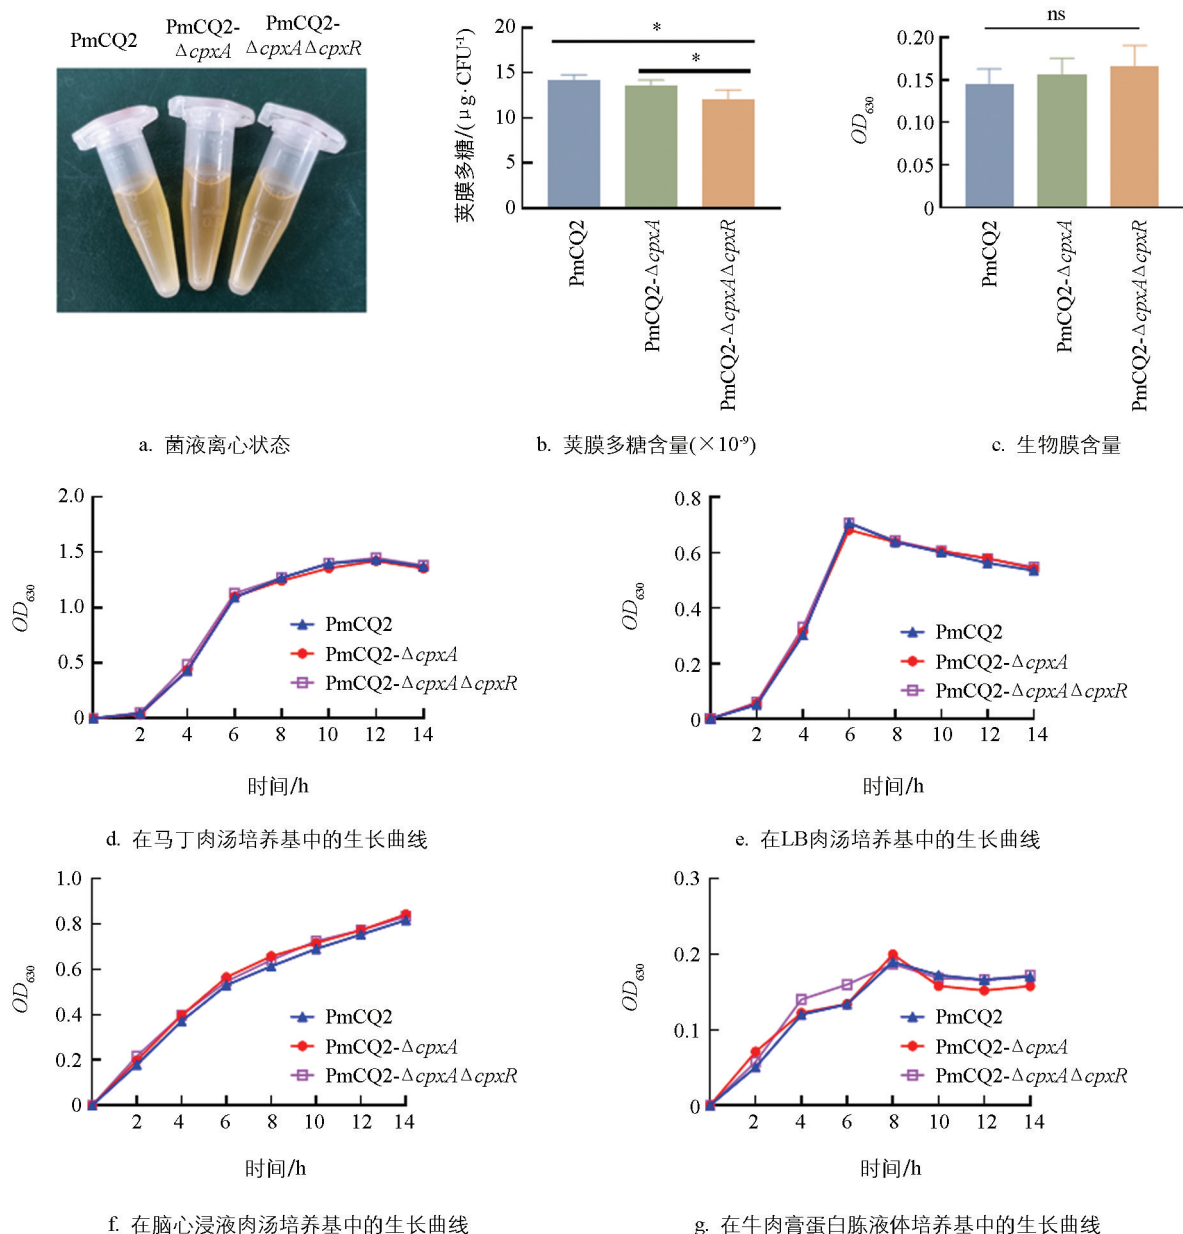 PmCQ2
PmCQ2-
ΔcpxA
PmCQ2-
ΔcpxAΔcpxR
a. 菌液离心状态
荚膜多糖/(μg·CFU⁻¹)
20
15
10
5
0
*
*
PmCQ2
PmCQ2-ΔcpxA
PmCQ2-ΔcpxAΔcpxR
b. 荚膜多糖含量(×10⁻⁹)
OD₆₃₀
0.20
0.15
0.10
0.05
0
ns
PmCQ2
PmCQ2-ΔcpxA
PmCQ2-ΔcpxAΔcpxR
c. 生物膜含量
OD₆₃₀
2.0
1.5
1.0
0.5
0
2 4 6 8 10 12 14
PmCQ2
PmCQ2-ΔcpxA
PmCQ2-ΔcpxAΔcpxR
时间/h
d. 在马丁肉汤培养基中的生长曲线
OD₆₃₀
0.8
0.6
0.4
0.2
0
2 4 6 8 10 12 14
PmCQ2
PmCQ2-ΔcpxA
PmCQ2-ΔcpxAΔcpxR
时间/h
e. 在LB肉汤培养基中的生长曲线
OD₆₃₀
1.0
0.8
0.6
0.4
0.2
0
2 4 6 8 10 12 14
PmCQ2
PmCQ2-ΔcpxA
PmCQ2-ΔcpxAΔcpxR
时间/h
f. 在脑心浸液肉汤培养基中的生长曲线
OD₆₃₀
0.3
0.2
0.1
0
2 4 6 8 10 12 14
PmCQ2
PmCQ2-ΔcpxA
PmCQ2-ΔcpxAΔcpxR
时间/h
g. 在牛肉膏蛋白胨液体培养基中的生长曲线